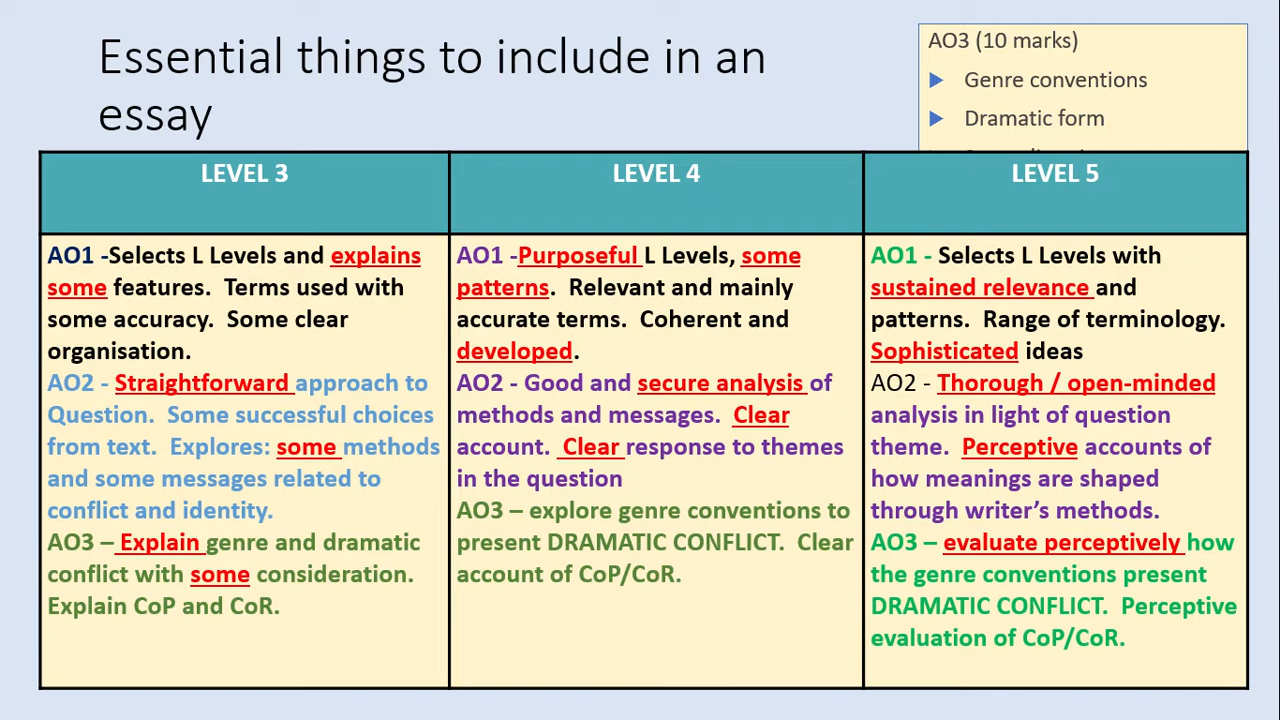 Essential things to include in an
essay
AO3 (10 marks)
Genre conventions
Dramatic form
LEVEL 3
AO1 -Selects L Levels and explains
some features. Terms used with
some accuracy. Some clear
organisation.
AO2 - Straightforward approach to
Question. Some successful choices
from text. Explores: some methods
and some messages related to
conflict and identity.
AO3 – Explain genre and dramatic
conflict with some consideration.
Explain CoP and CoR.
LEVEL 4
AO1 -Purposeful L Levels, some
patterns. Relevant and mainly
accurate terms. Coherent and
developed.
AO2 - Good and secure analysis of
methods and messages. Clear
account. Clear response to themes
in the question
AO3 – explore genre conventions to
present DRAMATIC CONFLICT. Clear
account of CoP/CoR.
LEVEL 5
AO1 - Selects L Levels with
sustained relevance and
patterns. Range of terminology.
Sophisticated ideas
AO2 - Thorough / open-minded
analysis in light of question
theme. Perceptive accounts of
how meanings are shaped
through writer's methods.
AO3 – evaluate perceptively how
the genre conventions present
DRAMATIC CONFLICT. Perceptive
evaluation of CoP/CoR.